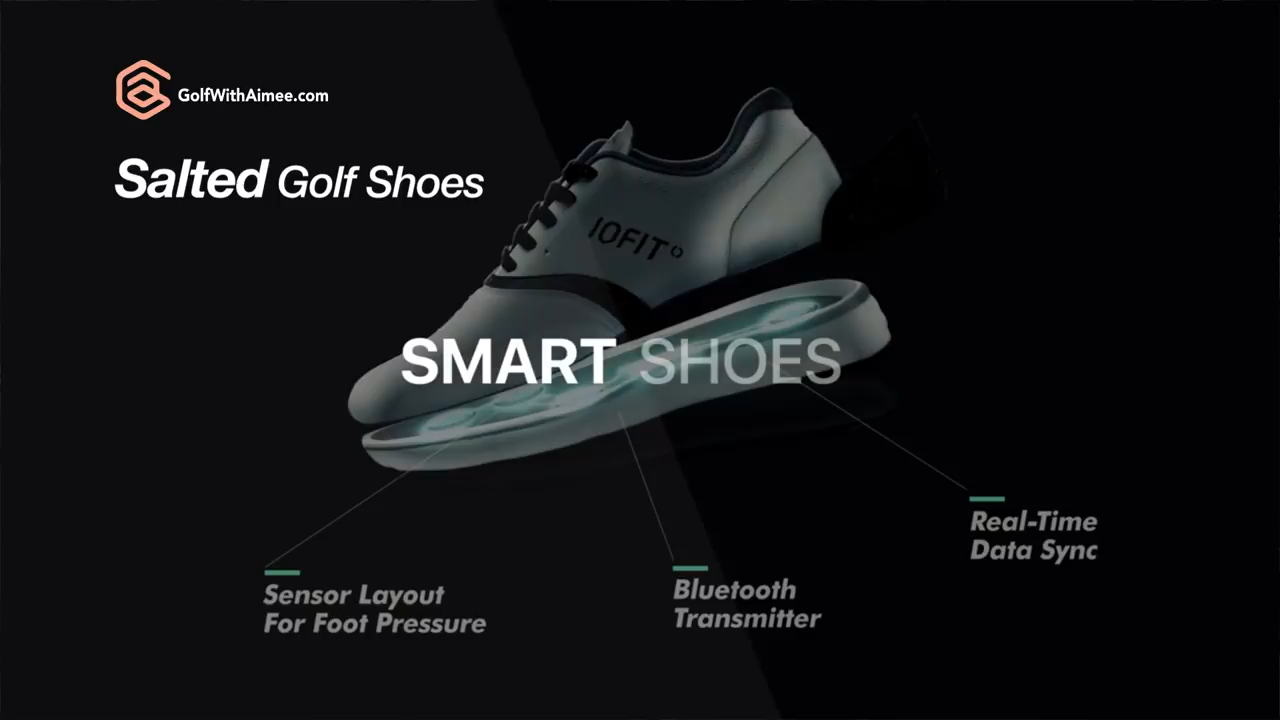 GolfWithAimee.com
Salted Golf Shoes
IOFIT
SMART SHOES
Real-Time
Data Sync
Sensor Layout
For Foot Pressure
Bluetooth
Transmitter